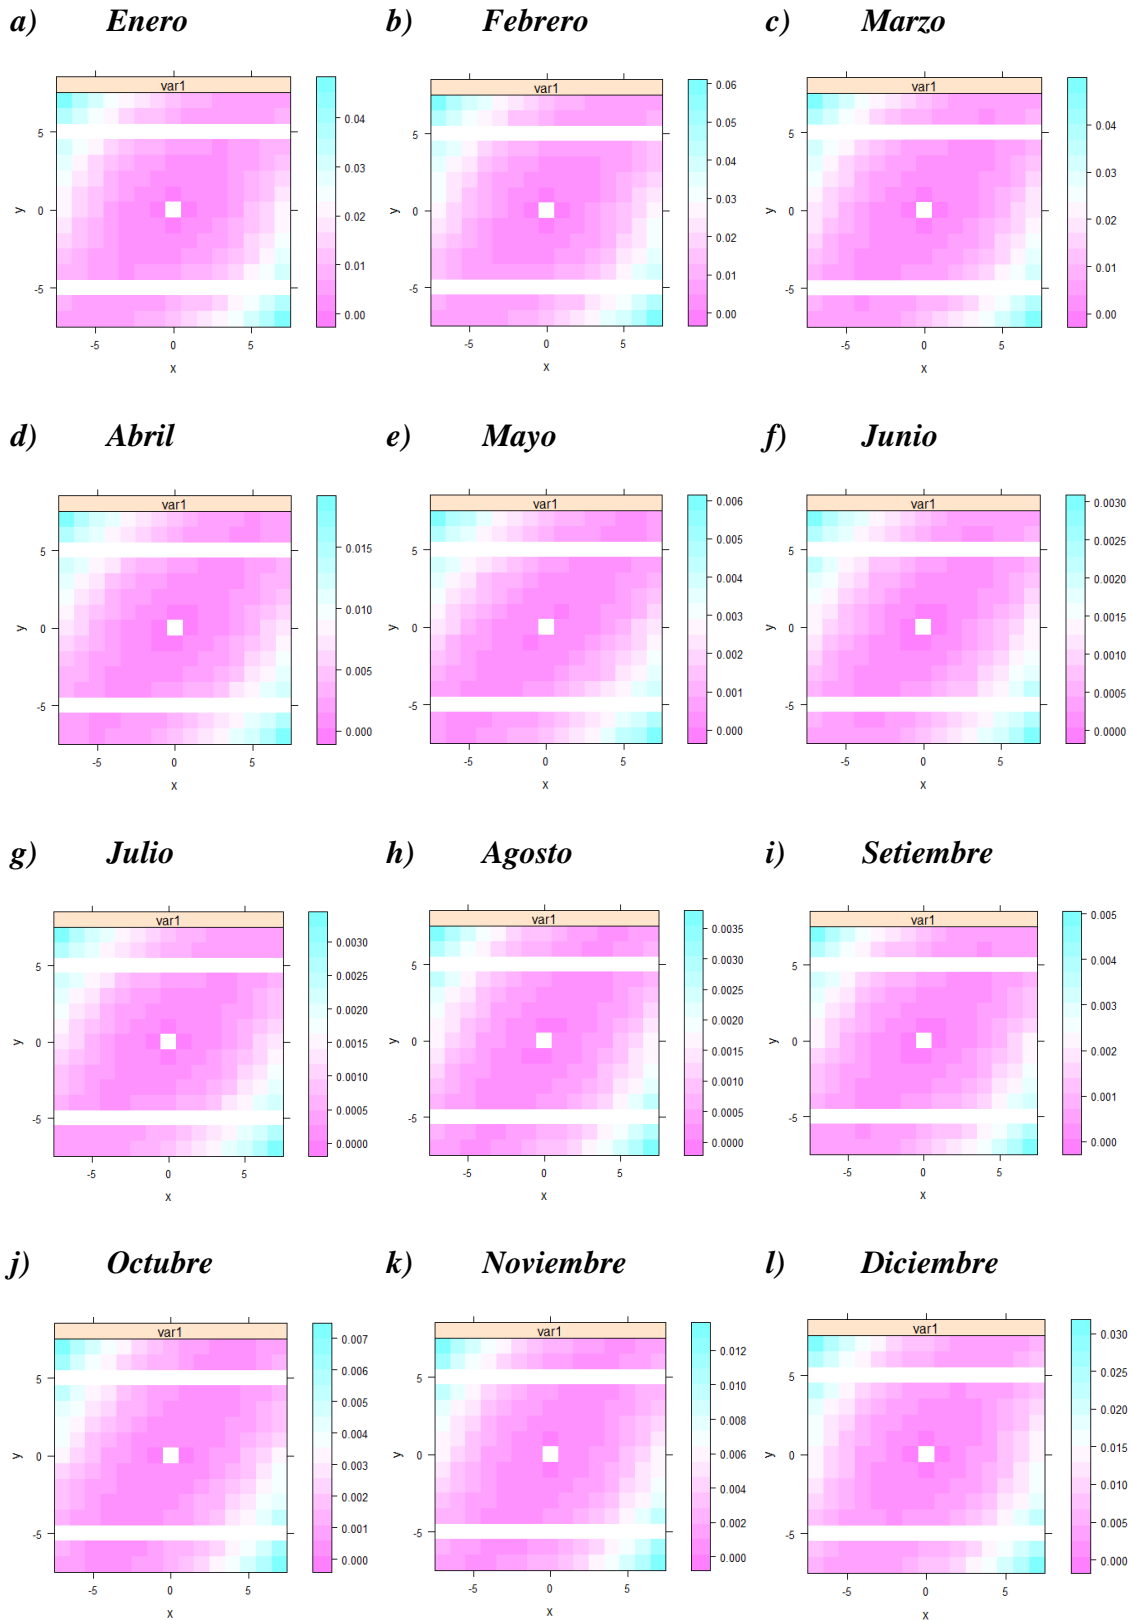 a) Enero
b) Febrero
c) Marzo
var1
5
0
-5
y
-5 0 5
x
0.04
0.03
0.02
0.01
0.00
var1
5
0
-5
y
-5 0 5
x
0.06
0.05
0.04
0.03
0.02
0.01
0.00
var1
5
0
-5
y
-5 0 5
x
0.04
0.03
0.02
0.01
0.00
d) Abril
e) Mayo
f) Junio
var1
5
0
-5
y
-5 0 5
x
0.015
0.010
0.005
0.000
var1
5
0
-5
y
-5 0 5
x
0.006
0.005
0.004
0.003
0.002
0.001
0.000
var1
5
0
-5
y
-5 0 5
x
0.0030
0.0025
0.0020
0.0015
0.0010
0.0005
0.0000
g) Julio
h) Agosto
i) Setiembre
var1
5
0
-5
y
-5 0 5
x
0.0030
0.0025
0.0020
0.0015
0.0010
0.0005
0.0000
var1
5
0
-5
y
-5 0 5
x
0.0035
0.0030
0.0025
0.0020
0.0015
0.0010
0.0005
0.0000
var1
5
0
-5
y
-5 0 5
x
0.005
0.004
0.003
0.002
0.001
0.000
j) Octubre
k) Noviembre
l) Diciembre
var1
5
0
-5
y
-5 0 5
x
0.007
0.006
0.005
0.004
0.003
0.002
0.001
0.000
var1
5
0
-5
y
-5 0 5
x
0.012
0.010
0.008
0.006
0.004
0.002
0.000
var1
5
0
-5
y
-5 0 5
x
0.030
0.025
0.020
0.015
0.010
0.005
0.000